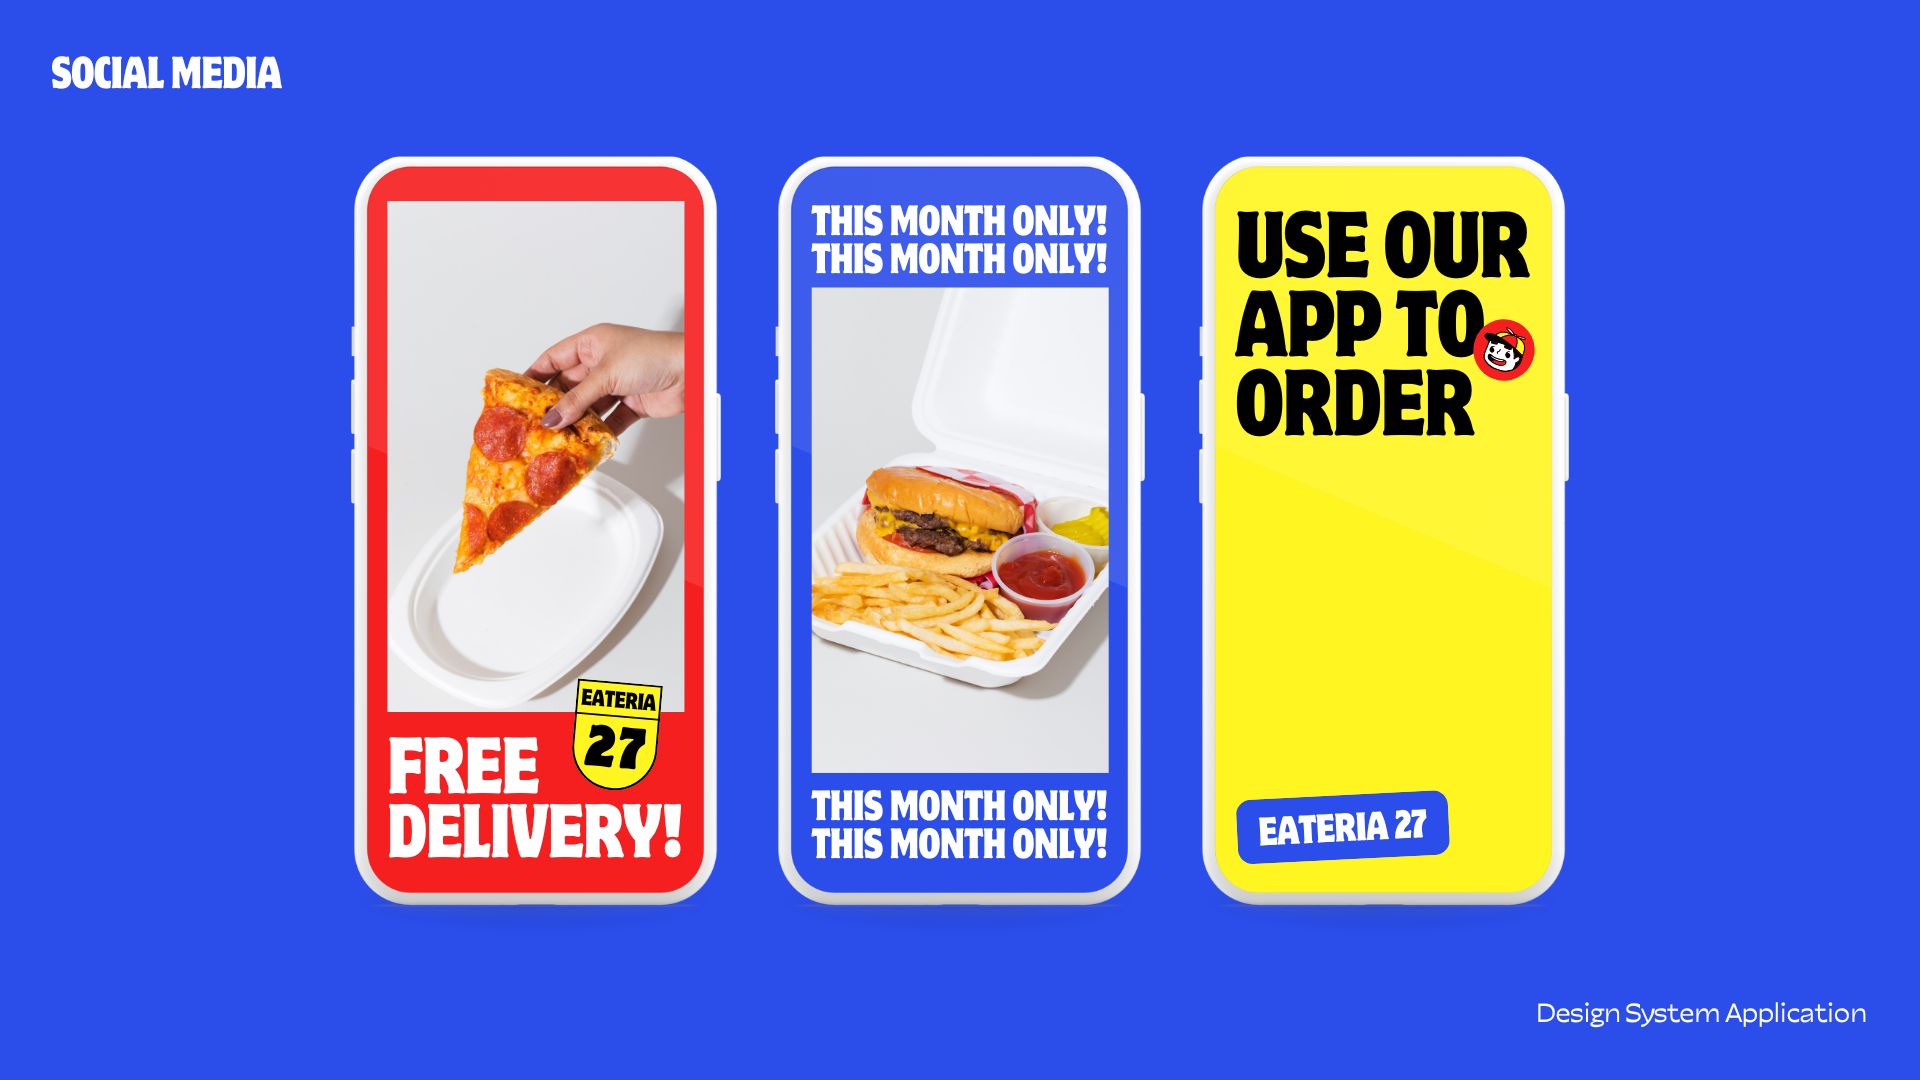 SOCIAL MEDIA
FREE
DELIVERY!
EATERIA
27
THIS MONTH ONLY!
THIS MONTH ONLY!
THIS MONTH ONLY!
THIS MONTH ONLY!
USE OUR
APP TO
ORDER
EATERIA 27
Design System Application